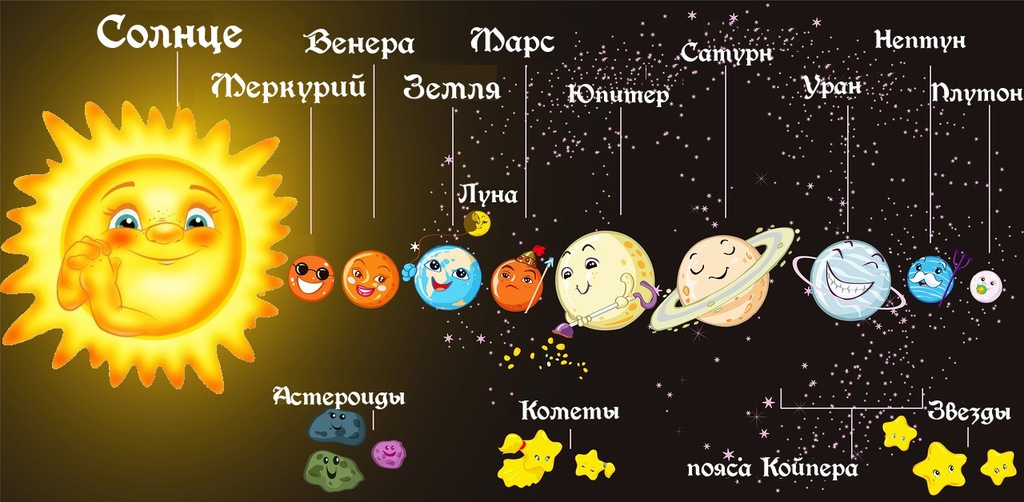 Солнце
Венера
Марс
Сатурн
Нептун
Меркурий
Земля
Юпитер
Уран
Плутон
Луна
Астероиды
Кометы
Звезды
пояса Койпера